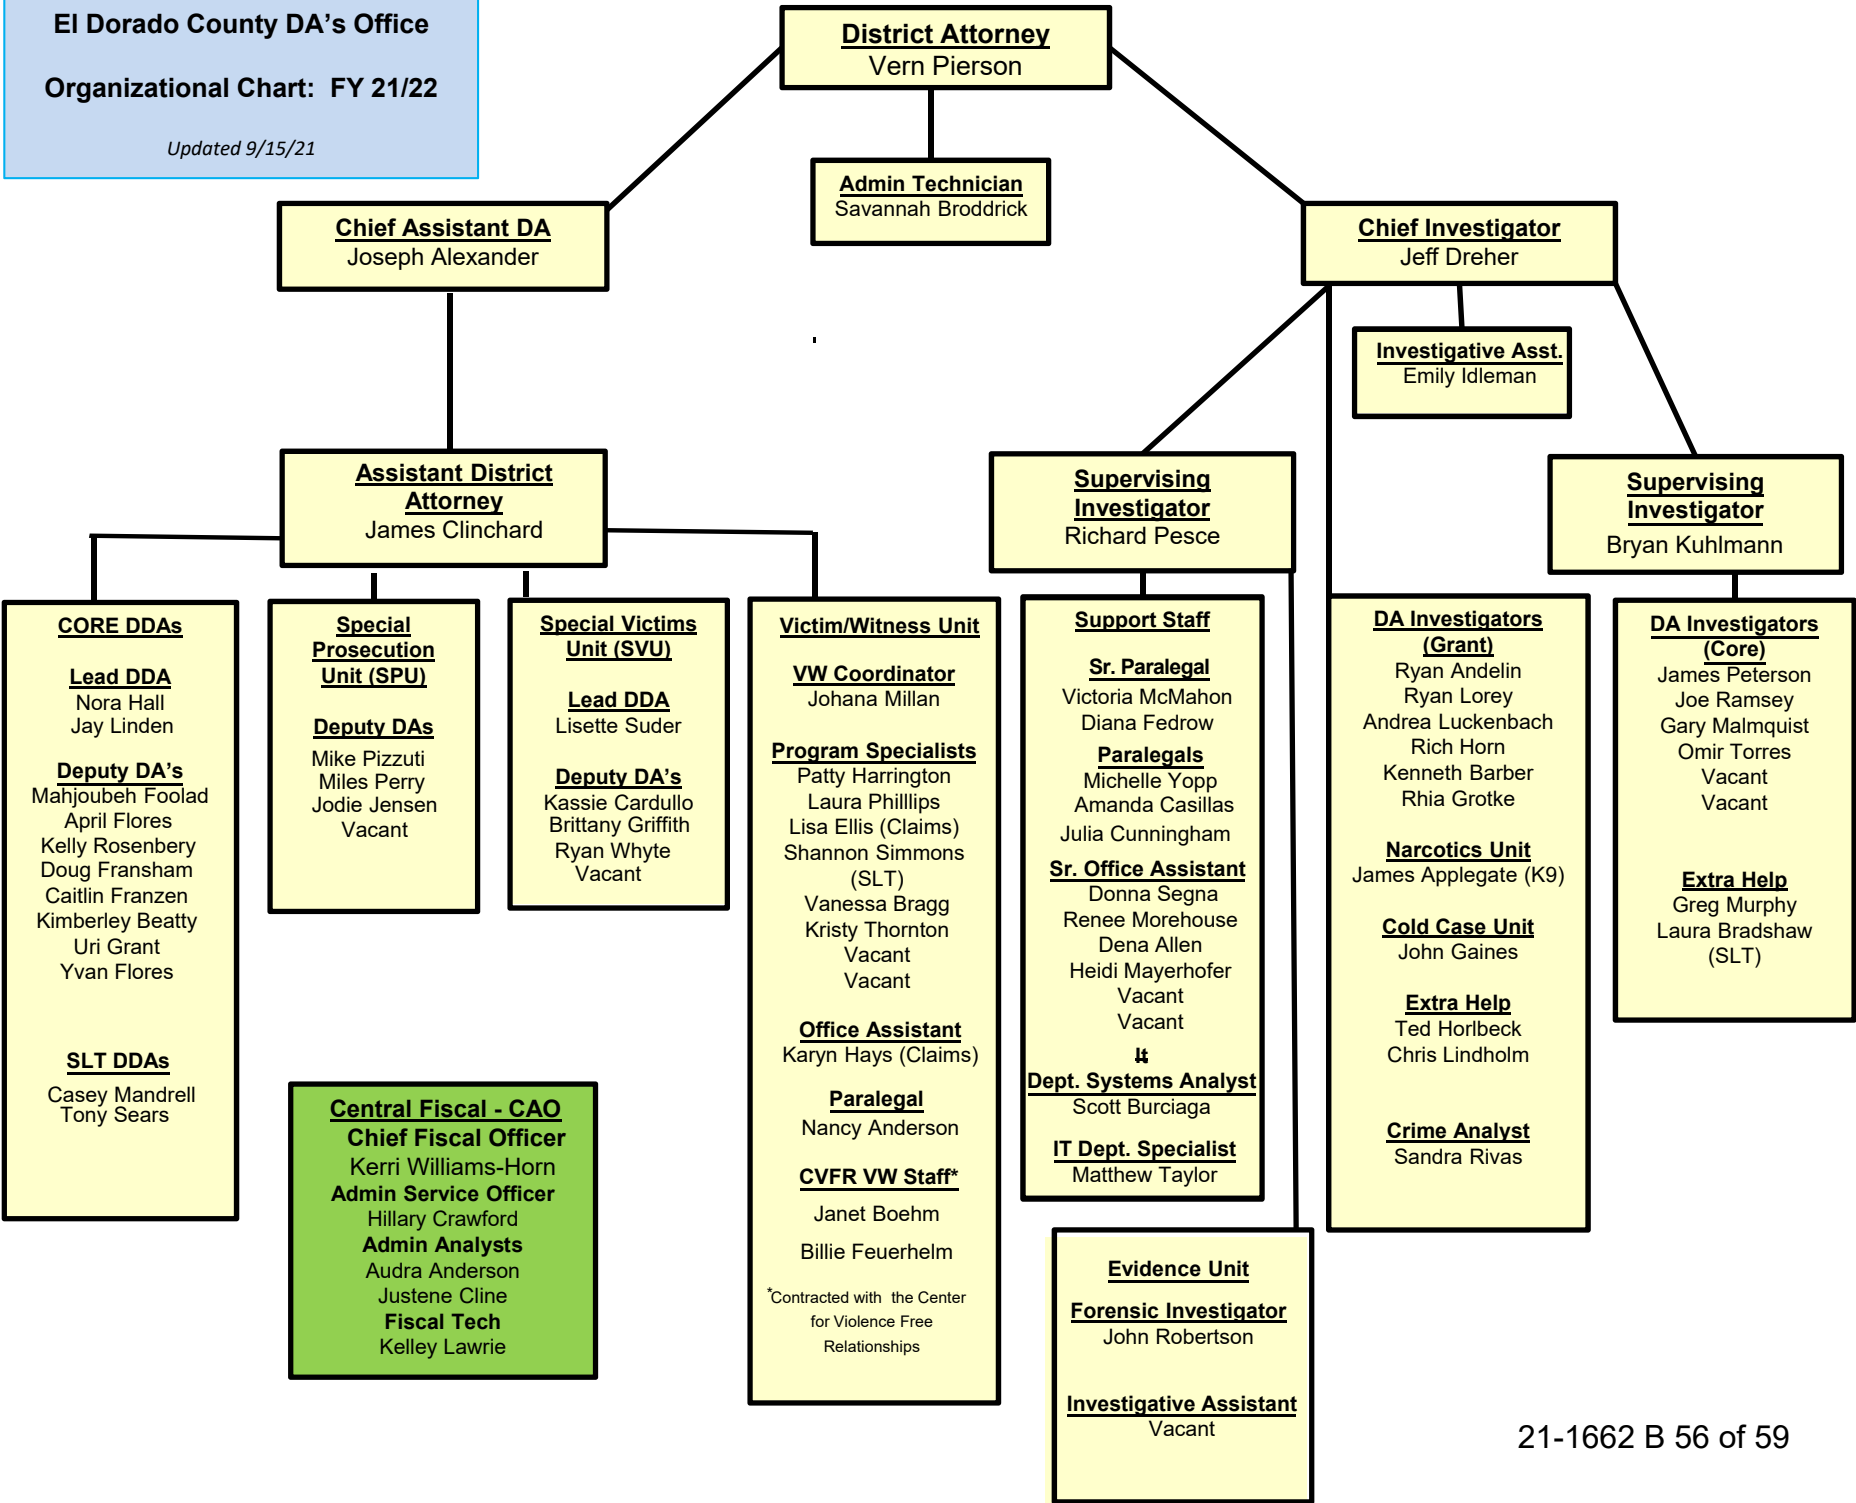 El Dorado County DA's Office
Organizational Chart:  FY 21/22
Updated 9/15/21
District Attorney
Vern Pierson
Admin Technician
Savannah Broddrick
Chief Assistant DA
Joseph Alexander
Chief Investigator
Jeff Dreher
Investigative Asst.
Emily Idleman
Assistant District
Attorney
James Clinchard
Supervising
Investigator
Richard Pesce
Supervising
Investigator
Bryan Kuhlmann
CORE DDAs
Lead DDA
Nora Hall
Jay Linden
Deputy DA's
Mahjoubeh Foolad
April Flores
Kelly Rosenbery
Doug Fransham
Caitlin Franzen
Kimberley Beatty
Uri Grant
Yvan Flores
SLT DDAs
Casey Mandrell
Tony Sears
Special
Prosecution
Unit (SPU)
Deputy DAs
Mike Pizzuti
Miles Perry
Jodie Jensen
Vacant
Special Victims
Unit (SVU)
Lead DDA
Lisette Suder
Deputy DA's
Kassie Cardullo
Brittany Griffith
Ryan Whyte
Vacant
Victim/Witness Unit
VW Coordinator
Johana Millan
Program Specialists
Patty Harrington
Laura Philllips
Lisa Ellis (Claims)
Shannon Simmons
(SLT)
Vanessa Bragg
Kristy Thornton
Vacant
Vacant
Office Assistant
Karyn Hays (Claims)
Paralegal
Nancy Anderson
CVFR VW Staff*
Janet Boehm
Billie Feuerhelm
*Contracted with  the Center
for Violence Free
Relationships
Support Staff
Sr. Paralegal
Victoria McMahon
Diana Fedrow
Paralegals
Michelle Yopp
Amanda Casillas
Julia Cunningham
Sr. Office Assistant
Donna Segna
Renee Morehouse
Dena Allen
Heidi Mayerhofer
Vacant
Vacant
It
Dept. Systems Analyst
Scott Burciaga
IT Dept. Specialist
Matthew Taylor
DA Investigators
(Grant)
Ryan Andelin
Ryan Lorey
Andrea Luckenbach
Rich Horn
Kenneth Barber
Rhia Grotke
Narcotics Unit
James Applegate (K9)
Cold Case Unit
John Gaines
Extra Help
Ted Horlbeck
Chris Lindholm
Crime Analyst
Sandra Rivas
DA Investigators
(Core)
James Peterson
Joe Ramsey
Gary Malmquist
Omir Torres
Vacant
Vacant
Extra Help
Greg Murphy
Laura Bradshaw
(SLT)
Central Fiscal - CAO
Chief Fiscal Officer
Kerri Williams-Horn
Admin Service Officer
Hillary Crawford
Admin Analysts
Audra Anderson
Justene Cline
Fiscal Tech
Kelley Lawrie
Evidence Unit
Forensic Investigator
John Robertson
Investigative Assistant
Vacant
21-1662 B 56 of 59